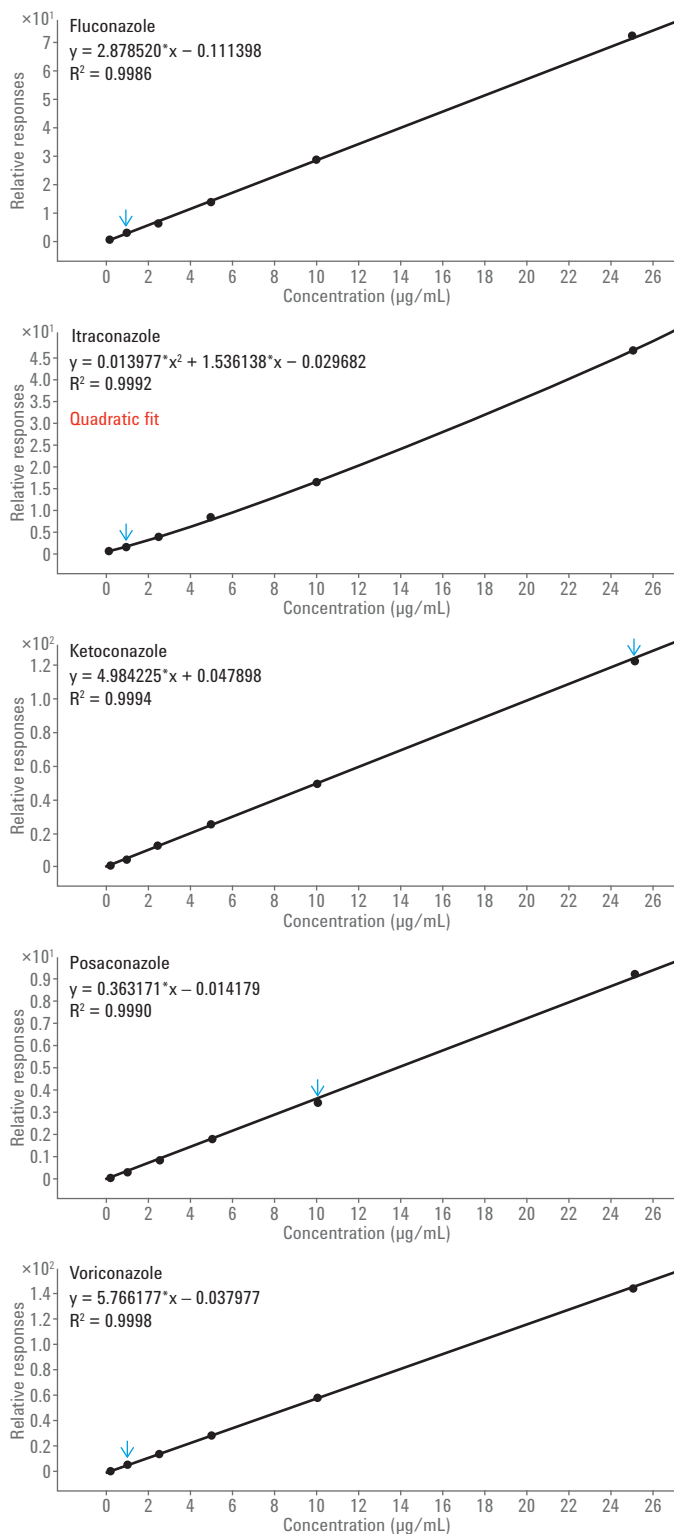 ×10¹
Fluconazole
y = 2.878520*x – 0.111398
R² = 0.9986
Relative responses
7
6
5
4
3
2
1
0
0 2 4 6 8 10 12 14 16 18 20 22 24 26
Concentration (µg/mL)
×10¹
Itraconazole
y = 0.013977*x² + 1.536138*x – 0.029682
R² = 0.9992
Quadratic fit
Relative responses
4.5
4.0
3.5
3.0
2.5
2.0
1.5
1.0
0.5
0
0 2 4 6 8 10 12 14 16 18 20 22 24 26
Concentration (µg/mL)
×10²
Ketoconazole
y = 4.984225*x + 0.047898
R² = 0.9994
Relative responses
1.2
1.0
0.8
0.6
0.4
0.2
0
0 2 4 6 8 10 12 14 16 18 20 22 24 26
Concentration (µg/mL)
×10¹
Posaconazole
y = 0.363171*x – 0.014179
R² = 0.9990
Relative responses
0.9
0.8
0.7
0.6
0.5
0.4
0.3
0.2
0.1
0
0 2 4 6 8 10 12 14 16 18 20 22 24 26
Concentration (µg/mL)
×10²
Voriconazole
y = 5.766177*x – 0.037977
R² = 0.9998
Relative responses
1.4
1.2
1.0
0.8
0.6
0.4
0.2
0
0 2 4 6 8 10 12 14 16 18 20 22 24 26
Concentration (µg/mL)